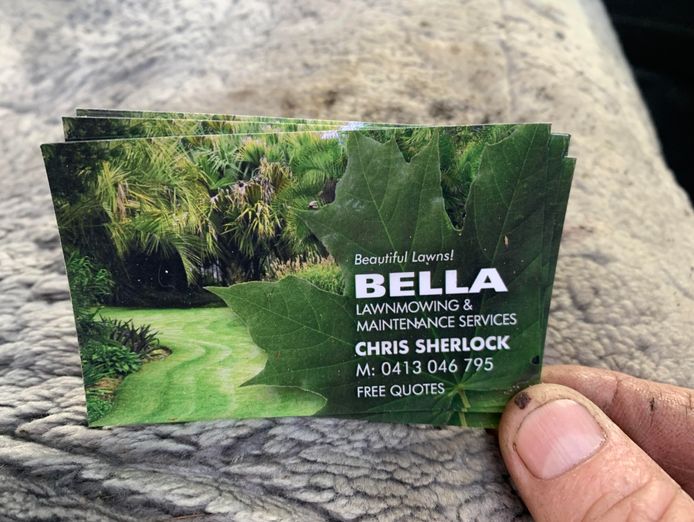 Beautiful Lawns!
BELLA
LAWNMOWING &
MAINTENANCE SERVICES
CHRIS SHERLOCK
M: 0413 046 795
FREE QUOTES